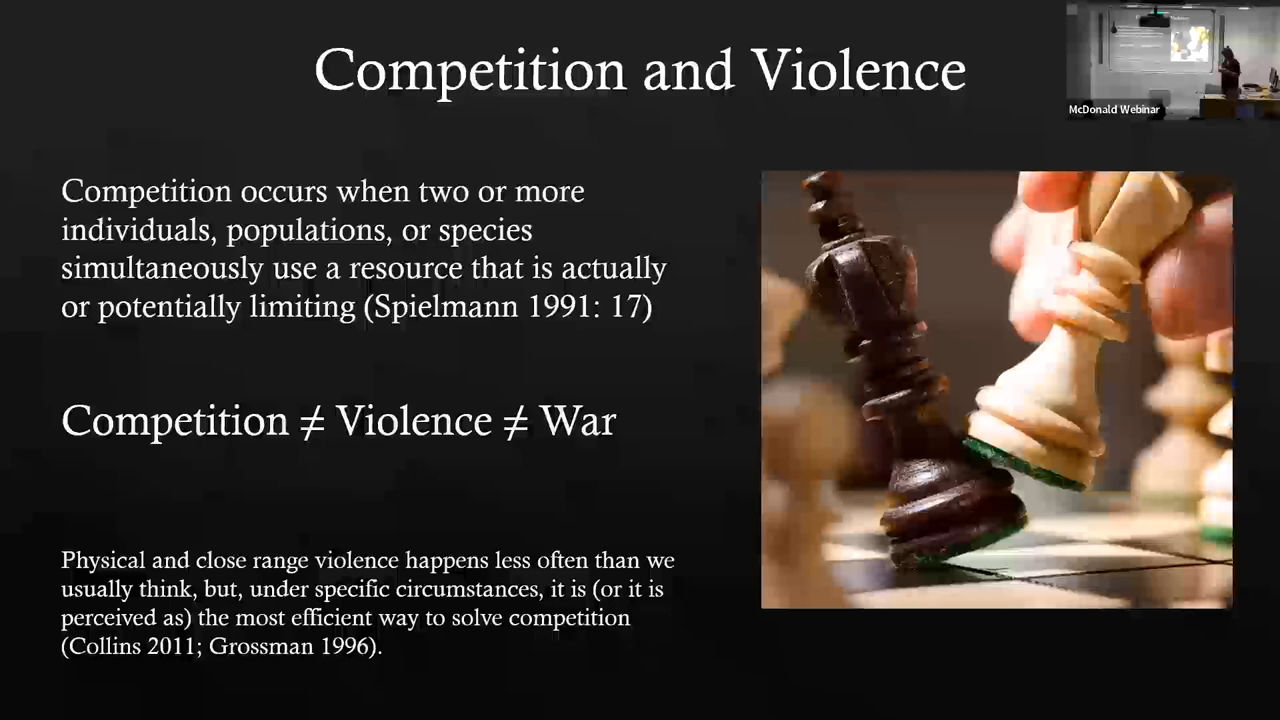 Competition and Violence
McDonald Webinar
Competition occurs when two or more
individuals, populations, or species
simultaneously use a resource that is actually
or potentially limiting (Spielmann 1991: 17)
Competition ≠ Violence ≠ War
Physical and close range violence happens less often than we
usually think, but, under specific circumstances, it is (or it is
perceived as) the most efficient way to solve competition
(Collins 2011; Grossman 1996).